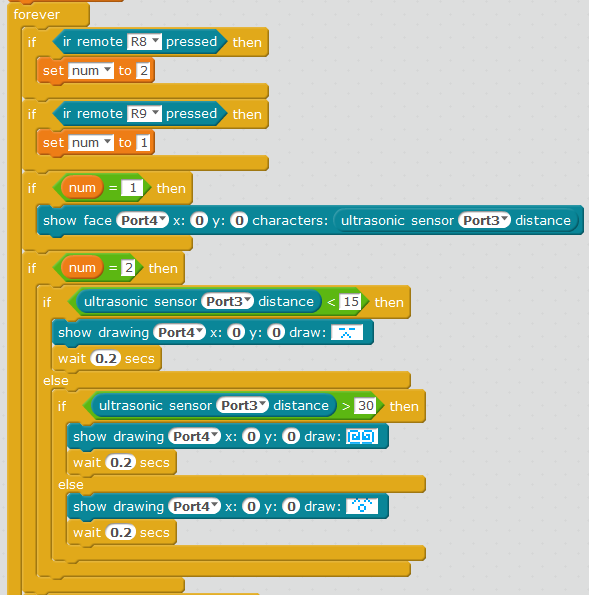 forever
if ir remote R8 pressed then
set num to 2
if ir remote R9 pressed then
set num to 1
if num = 1 then
show face Port4 x: 0 y: 0 characters: ultrasonic sensor Port3 distance
if num = 2 then
if ultrasonic sensor Port3 distance < 15 then
show drawing Port4 x: 0 y: 0 draw:
wait 0.2 secs
else
if ultrasonic sensor Port3 distance > 30 then
show drawing Port4 x: 0 y: 0 draw:
wait 0.2 secs
else
show drawing Port4 x: 0 y: 0 draw:
wait 0.2 secs